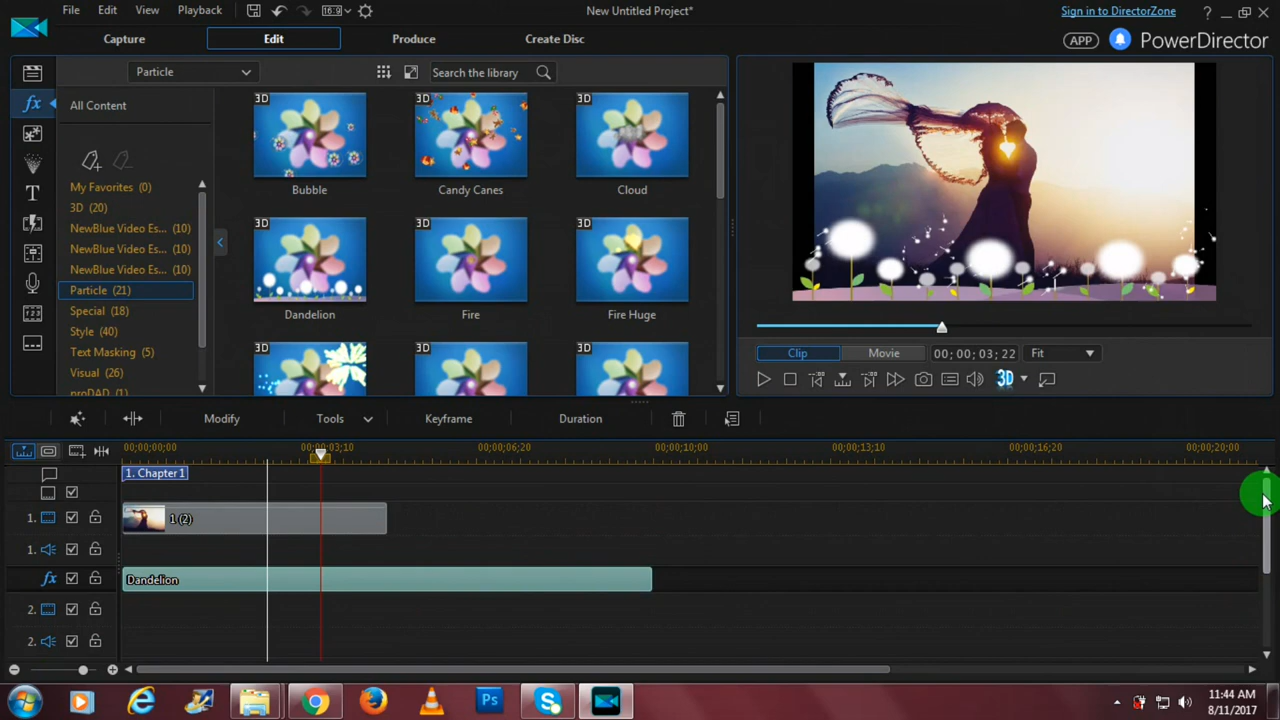 File Edit View Playback 16:9 New Untitled Project* Sign in to DirectorZone ?
Capture Edit Produce Create Disc APP PowerDirector
fx Particle Search the library
All Content
My Favorites (0)
3D (20)
NewBlue Video Es... (10)
NewBlue Video Es... (10)
NewBlue Video Es... (10)
Particle (21)
Special (18)
Style (40)
Text Masking (5)
Visual (26)
proDAD (1)
T
3D 3D 3D
Bubble Candy Canes Cloud
3D 3D 3D
Dandelion Fire Fire Huge
3D 3D 3D
Clip Movie 00; 00; 03; 22 Fit
3D
Modify Tools Keyframe Duration
00;00;00;00 00;00;03;10 00;00;06;20 00;00;10;00 00;00;13;10 00;00;16;20 00;00;20;00
1. Chapter 1
1. 1 (2)
1.
fx Dandelion
2.
2.
Ps S 11:44 AM
8/11/2017